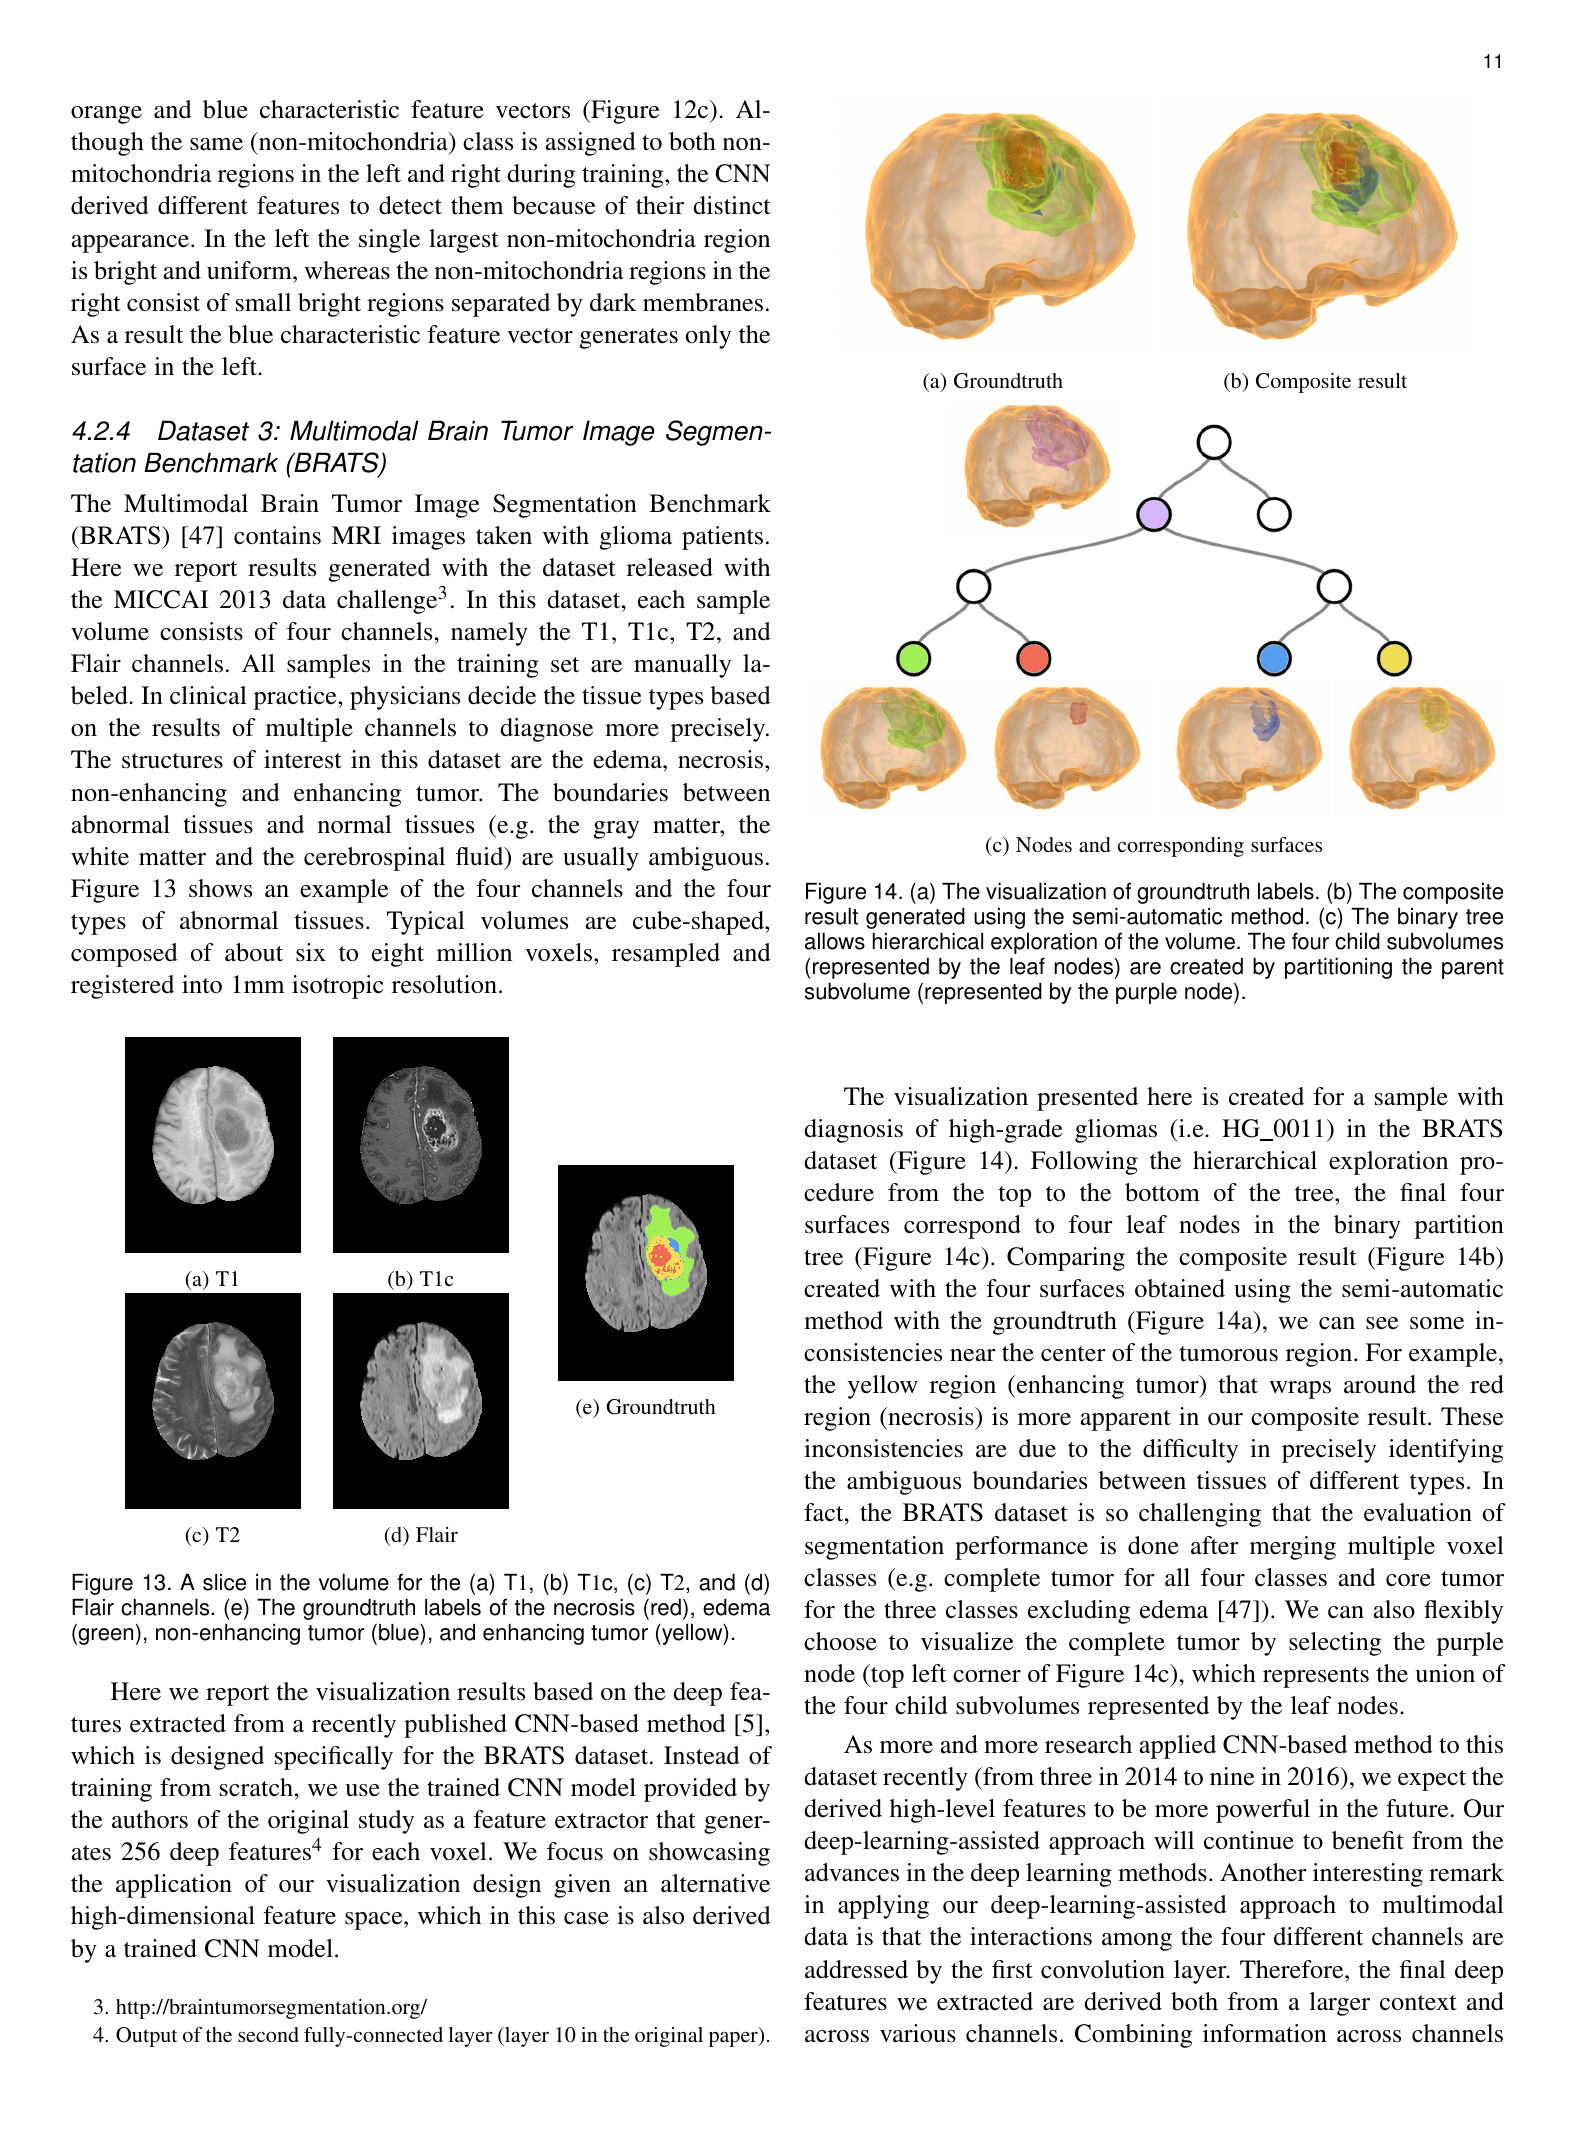 11
orange and blue characteristic feature vectors (Figure 12c). Al-
though the same (non-mitochondria) class is assigned to both non-
mitochondria regions in the left and right during training, the CNN
derived different features to detect them because of their distinct
appearance. In the left the single largest non-mitochondria region
is bright and uniform, whereas the non-mitochondria regions in the
right consist of small bright regions separated by dark membranes.
As a result the blue characteristic feature vector generates only the
surface in the left.
4.2.4 Dataset 3: Multimodal Brain Tumor Image Segmen-
tation Benchmark (BRATS)
The Multimodal Brain Tumor Image Segmentation Benchmark
(BRATS) [47] contains MRI images taken with glioma patients.
Here we report results generated with the dataset released with
the MICCAI 2013 data challenge3. In this dataset, each sample
volume consists of four channels, namely the T1, T1c, T2, and
Flair channels. All samples in the training set are manually la-
beled. In clinical practice, physicians decide the tissue types based
on the results of multiple channels to diagnose more precisely.
The structures of interest in this dataset are the edema, necrosis,
non-enhancing and enhancing tumor. The boundaries between
abnormal tissues and normal tissues (e.g. the gray matter, the
white matter and the cerebrospinal fluid) are usually ambiguous.
Figure 13 shows an example of the four channels and the four
types of abnormal tissues. Typical volumes are cube-shaped,
composed of about six to eight million voxels, resampled and
registered into 1mm isotropic resolution.
(a) T1
(b) T1c
(c) T2
(d) Flair
(e) Groundtruth
Figure 13. A slice in the volume for the (a) T1, (b) T1c, (c) T2, and (d)
Flair channels. (e) The groundtruth labels of the necrosis (red), edema
(green), non-enhancing tumor (blue), and enhancing tumor (yellow).
Here we report the visualization results based on the deep fea-
tures extracted from a recently published CNN-based method [5],
which is designed specifically for the BRATS dataset. Instead of
training from scratch, we use the trained CNN model provided by
the authors of the original study as a feature extractor that gener-
ates 256 deep features4 for each voxel. We focus on showcasing
the application of our visualization design given an alternative
high-dimensional feature space, which in this case is also derived
by a trained CNN model.
3. http://braintumorsegmentation.org/
4. Output of the second fully-connected layer (layer 10 in the original paper).
(a) Groundtruth
(b) Composite result
(c) Nodes and corresponding surfaces
Figure 14. (a) The visualization of groundtruth labels. (b) The composite
result generated using the semi-automatic method. (c) The binary tree
allows hierarchical exploration of the volume. The four child subvolumes
(represented by the leaf nodes) are created by partitioning the parent
subvolume (represented by the purple node).
The visualization presented here is created for a sample with
diagnosis of high-grade gliomas (i.e. HG_0011) in the BRATS
dataset (Figure 14). Following the hierarchical exploration pro-
cedure from the top to the bottom of the tree, the final four
surfaces correspond to four leaf nodes in the binary partition
tree (Figure 14c). Comparing the composite result (Figure 14b)
created with the four surfaces obtained using the semi-automatic
method with the groundtruth (Figure 14a), we can see some in-
consistencies near the center of the tumorous region. For example,
the yellow region (enhancing tumor) that wraps around the red
region (necrosis) is more apparent in our composite result. These
inconsistencies are due to the difficulty in precisely identifying
the ambiguous boundaries between tissues of different types. In
fact, the BRATS dataset is so challenging that the evaluation of
segmentation performance is done after merging multiple voxel
classes (e.g. complete tumor for all four classes and core tumor
for the three classes excluding edema [47]). We can also flexibly
choose to visualize the complete tumor by selecting the purple
node (top left corner of Figure 14c), which represents the union of
the four child subvolumes represented by the leaf nodes.
As more and more research applied CNN-based method to this
dataset recently (from three in 2014 to nine in 2016), we expect the
derived high-level features to be more powerful in the future. Our
deep-learning-assisted approach will continue to benefit from the
advances in the deep learning methods. Another interesting remark
in applying our deep-learning-assisted approach to multimodal
data is that the interactions among the four different channels are
addressed by the first convolution layer. Therefore, the final deep
features we extracted are derived both from a larger context and
across various channels. Combining information across channels